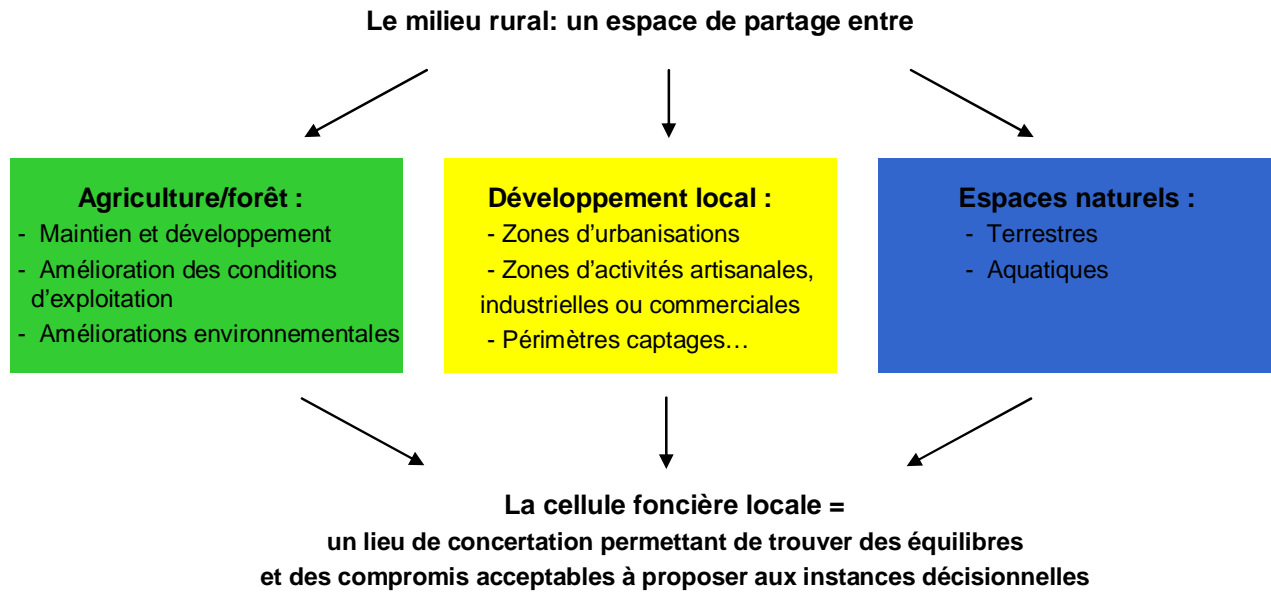 Le milieu rural: un espace de partage entre
Agriculture/forêt :
- Maintien et développement
- Amélioration des conditions
d'exploitation
- Améliorations environnementales
Développement local :
- Zones d'urbanisations
- Zones d'activités artisanales,
industrielles ou commerciales
- Périmètres captages…
Espaces naturels :
- Terrestres
- Aquatiques
La cellule foncière locale =
un lieu de concertation permettant de trouver des équilibres
et des compromis acceptables à proposer aux instances décisionnelles